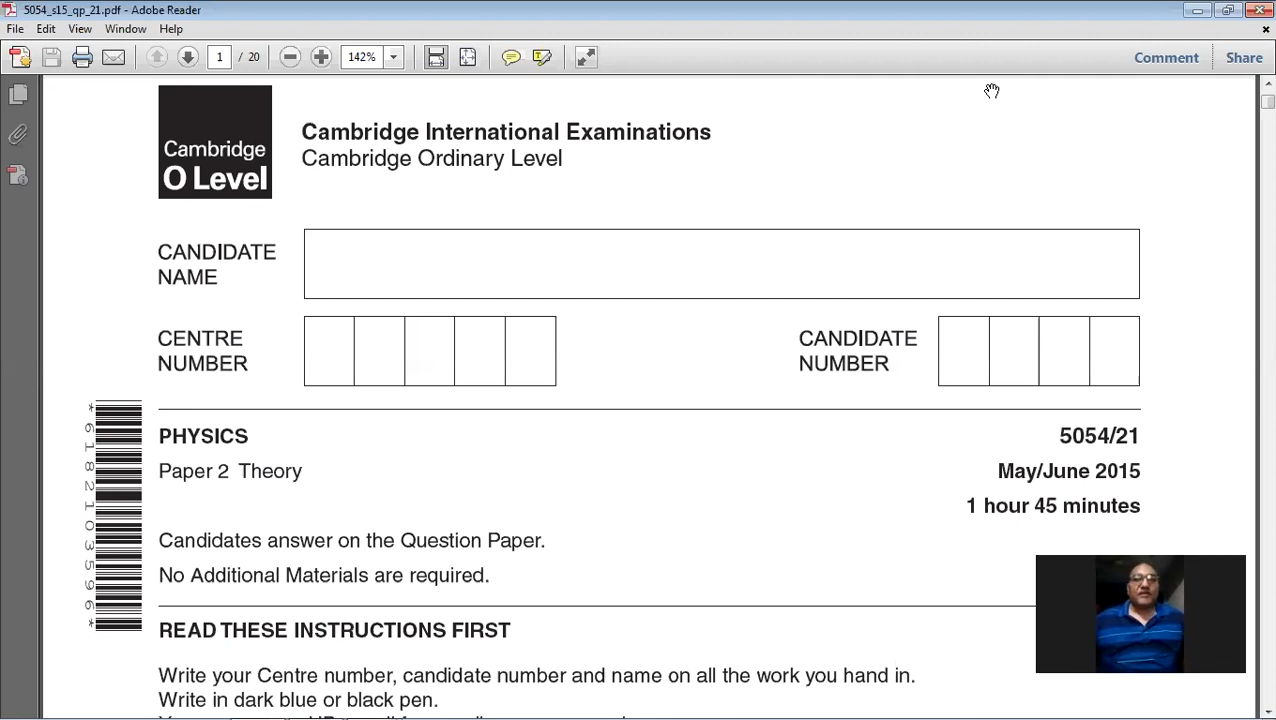 5054_s15_qp_21.pdf - Adobe Reader
File Edit View Window Help
1 / 20 142% Comment Share
Cambridge
O Level
Cambridge International Examinations
Cambridge Ordinary Level
CANDIDATE
NAME
CENTRE
NUMBER
CANDIDATE
NUMBER
*6182103596*
PHYSICS 5054/21
Paper 2 Theory May/June 2015
1 hour 45 minutes
Candidates answer on the Question Paper.
No Additional Materials are required.
READ THESE INSTRUCTIONS FIRST
Write your Centre number, candidate number and name on all the work you hand in.
Write in dark blue or black pen.